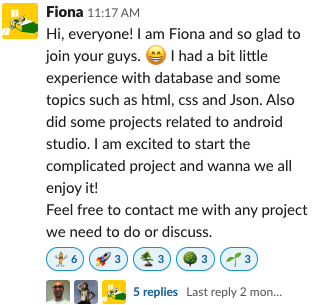 Fiona 11:17 AM
Hi, everyone! I am Fiona and so glad to
join your guys. 😁 I had a bit little
experience with database and some
topics such as html, css and Json. Also
did some projects related to android
studio. I am excited to start the
complicated project and wanna we all
enjoy it!
Feel free to contact me with any project
we need to do or discuss.
6 3 3 3 3
5 replies Last reply 2 mon...